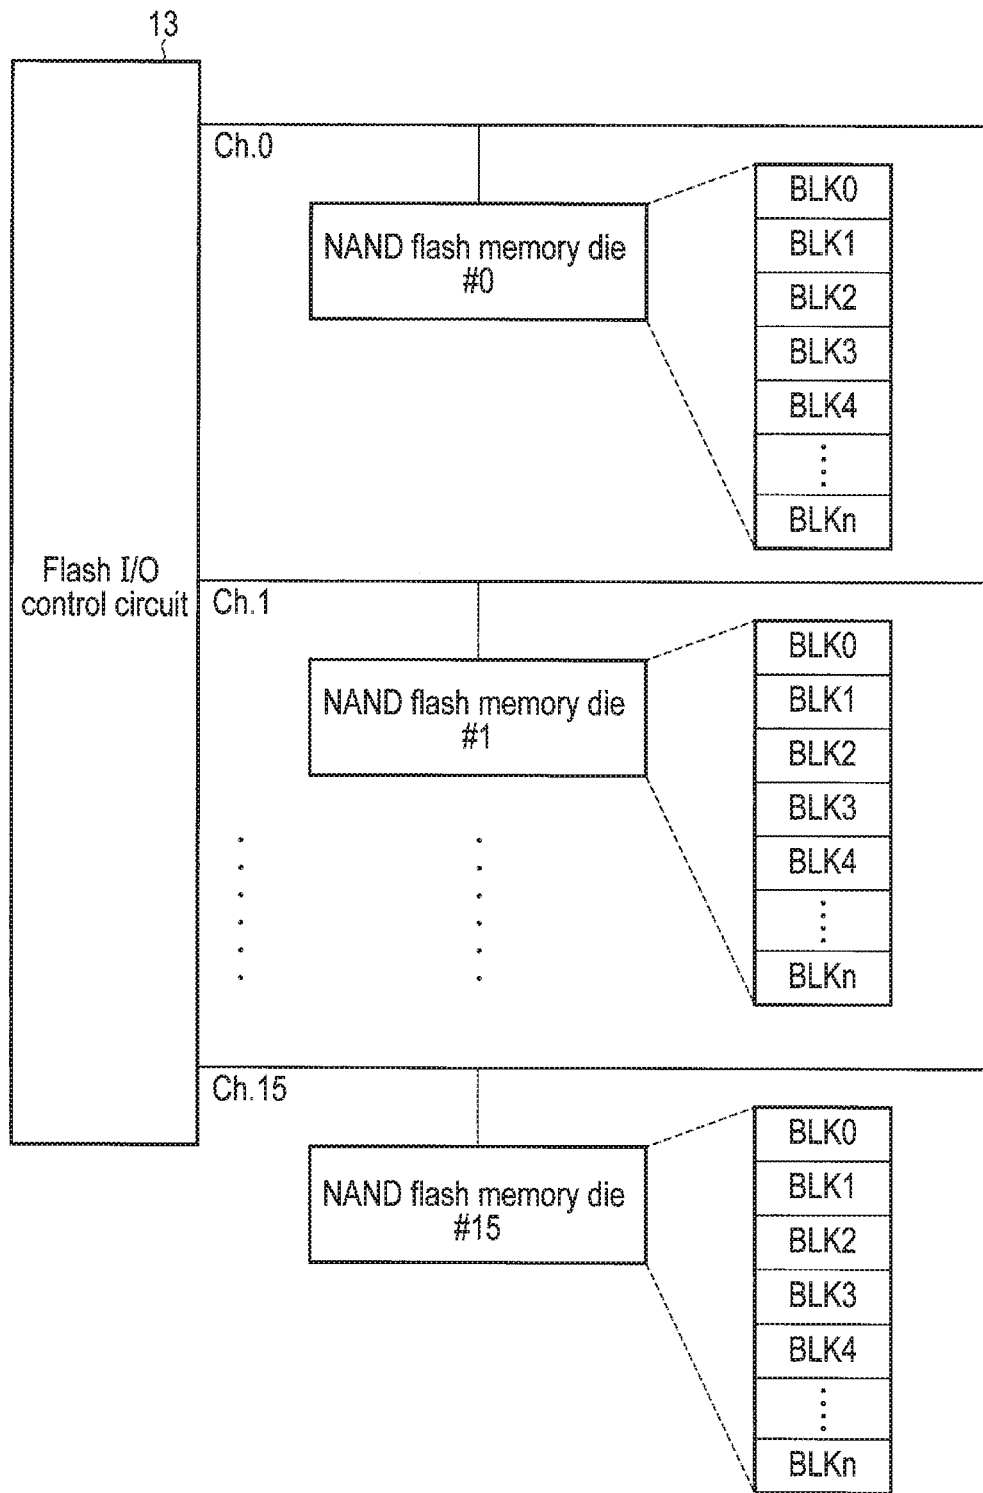 13
Flash I/O
control circuit
Ch.0
NAND flash memory die
#0
BLK0
BLK1
BLK2
BLK3
BLK4
BLKn
Ch.1
NAND flash memory die
#1
BLK0
BLK1
BLK2
BLK3
BLK4
BLKn
Ch.15
NAND flash memory die
#15
BLK0
BLK1
BLK2
BLK3
BLK4
BLKn